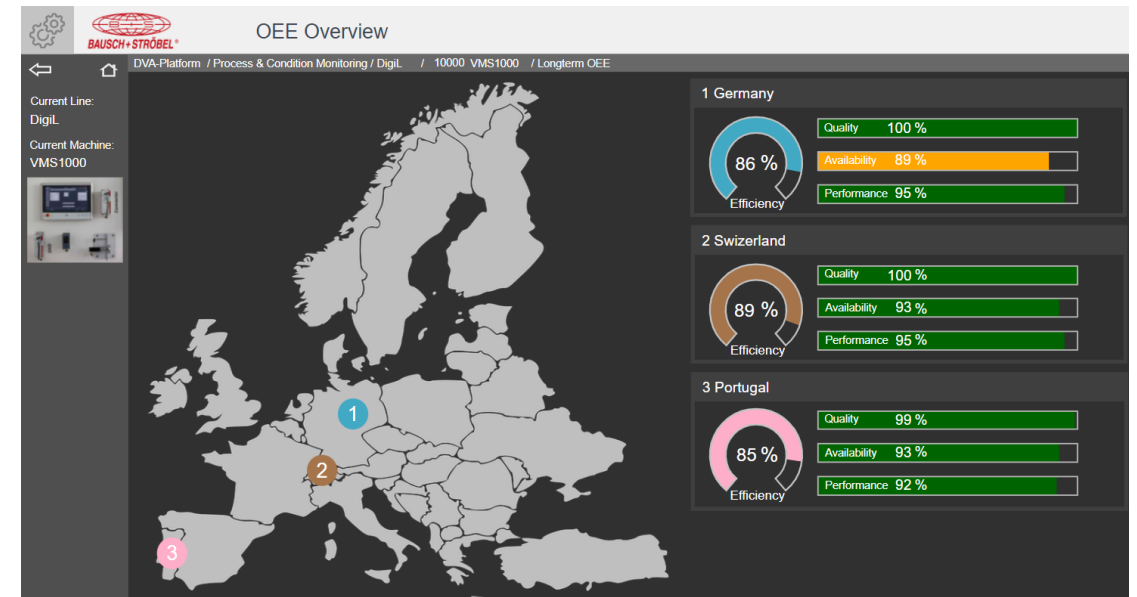 BAUSCH+STRÖBEL®
OEE Overview
DVA-Platform / Process & Condition Monitoring / DigiL / 10000 VMS1000 / Longterm OEE
Current Line:
DigiL
Current Machine:
VMS1000
1
2
3
1 Germany
86 %
Efficiency
Quality 100 %
Availability 89 %
Performance 95 %
2 Swizerland
89 %
Efficiency
Quality 100 %
Availability 93 %
Performance 95 %
3 Portugal
85 %
Efficiency
Quality 99 %
Availability 93 %
Performance 92 %